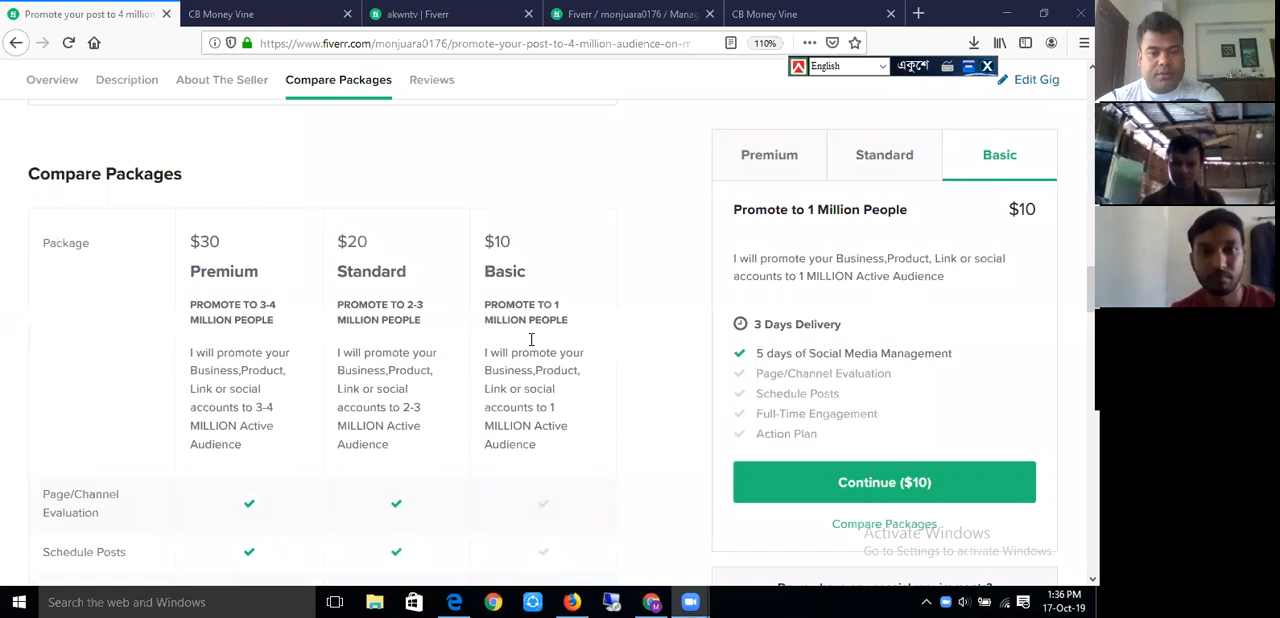 Promote your post to 4 million
CB Money Vine
akwntv | Fiverr
Fiverr / monjuara0176 / Manag
CB Money Vine
https://www.fiverr.com/monjuara0176/promote-your-post-to-4-million-audience-on-m
110%
English
একুশে
Overview
Description
About The Seller
Compare Packages
Reviews
Edit Gig
Compare Packages
Package
$30
Premium
PROMOTE TO 3-4
MILLION PEOPLE
I will promote your
Business,Product,
Link or social
accounts to 3-4
MILLION Active
Audience
$20
Standard
PROMOTE TO 2-3
MILLION PEOPLE
I will promote your
Business,Product,
Link or social
accounts to 2-3
MILLION Active
Audience
$10
Basic
PROMOTE TO 1
MILLION PEOPLE
I will promote your
Business,Product,
Link or social
accounts to 1
MILLION Active
Audience
Page/Channel
Evaluation
Schedule Posts
Premium
Standard
Basic
Promote to 1 Million People
$10
I will promote your Business,Product, Link or social
accounts to 1 MILLION Active Audience
3 Days Delivery
5 days of Social Media Management
Page/Channel Evaluation
Schedule Posts
Full-Time Engagement
Action Plan
Continue ($10)
Compare Packages
Activate Windows
Go to Settings to activate Windows.
Search the web and Windows
1:36 PM
17-Oct-19